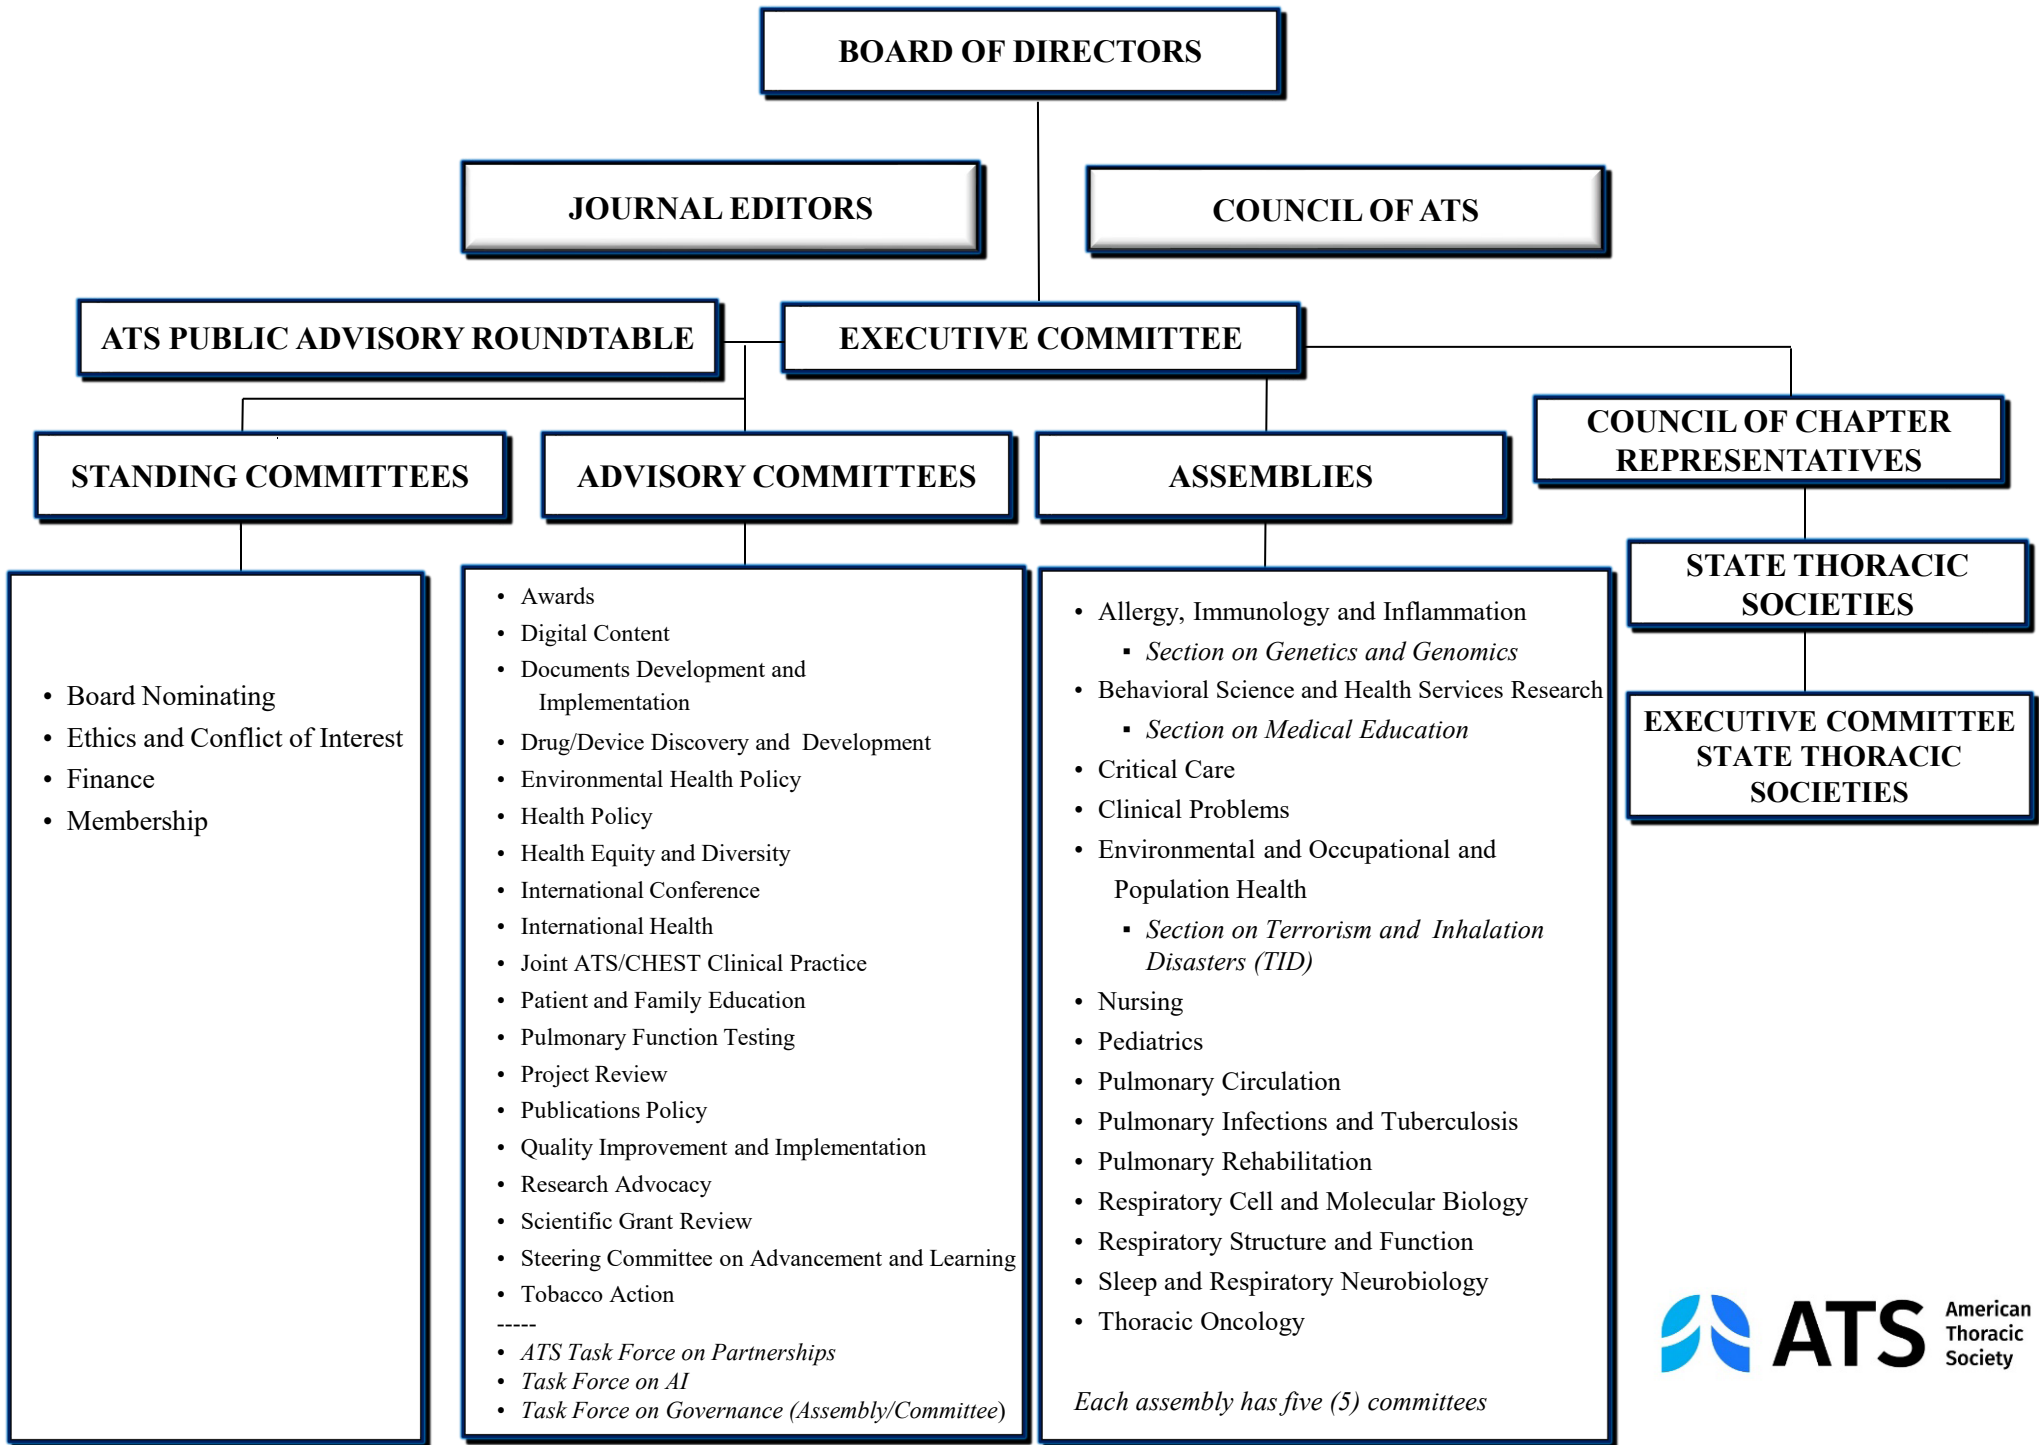 BOARD OF DIRECTORS
JOURNAL EDITORS
COUNCIL OF ATS
ATS PUBLIC ADVISORY ROUNDTABLE
EXECUTIVE COMMITTEE
STANDING COMMITTEES
ADVISORY COMMITTEES
ASSEMBLIES
COUNCIL OF CHAPTER
REPRESENTATIVES
STATE THORACIC
SOCIETIES
EXECUTIVE COMMITTEE
STATE THORACIC
SOCIETIES
• Board Nominating
• Ethics and Conflict of Interest
• Finance
• Membership
• Awards
• Digital Content
• Documents Development and
Implementation
• Drug/Device Discovery and Development
• Environmental Health Policy
• Health Policy
• Health Equity and Diversity
• International Conference
• International Health
• Joint ATS/CHEST Clinical Practice
• Patient and Family Education
• Pulmonary Function Testing
• Project Review
• Publications Policy
• Quality Improvement and Implementation
• Research Advocacy
• Scientific Grant Review
• Steering Committee on Advancement and Learning
• Tobacco Action
-----
• ATS Task Force on Partnerships
• Task Force on AI
• Task Force on Governance (Assembly/Committee)
• Allergy, Immunology and Inflammation
▪ Section on Genetics and Genomics
• Behavioral Science and Health Services Research
▪ Section on Medical Education
• Critical Care
• Clinical Problems
• Environmental and Occupational and
Population Health
▪ Section on Terrorism and Inhalation
Disasters (TID)
• Nursing
• Pediatrics
• Pulmonary Circulation
• Pulmonary Infections and Tuberculosis
• Pulmonary Rehabilitation
• Respiratory Cell and Molecular Biology
• Respiratory Structure and Function
• Sleep and Respiratory Neurobiology
• Thoracic Oncology
Each assembly has five (5) committees
ATS
American
Thoracic
Society